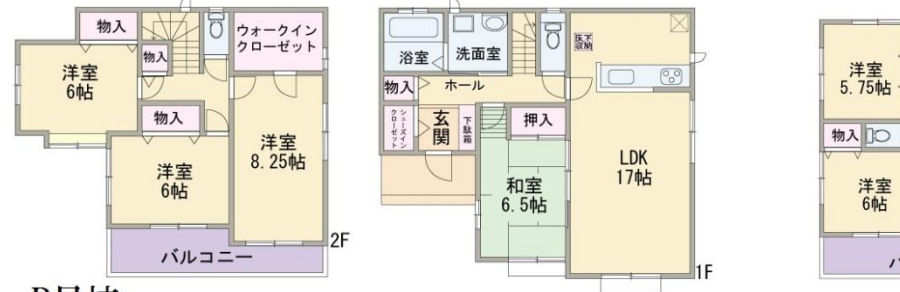 物入
ウォークイン
クローゼット
洋室
6帖
物入
物入
洋室
8.25帖
洋室
6帖
バルコニー
2F
浴室
洗面室
床下
収納
物入
ホール
シューズイン
クローゼット
玄関
下駄箱
押入
和室
6.5帖
LDK
17帖
1F
洋室
5.75帖
物入
洋室
6帖